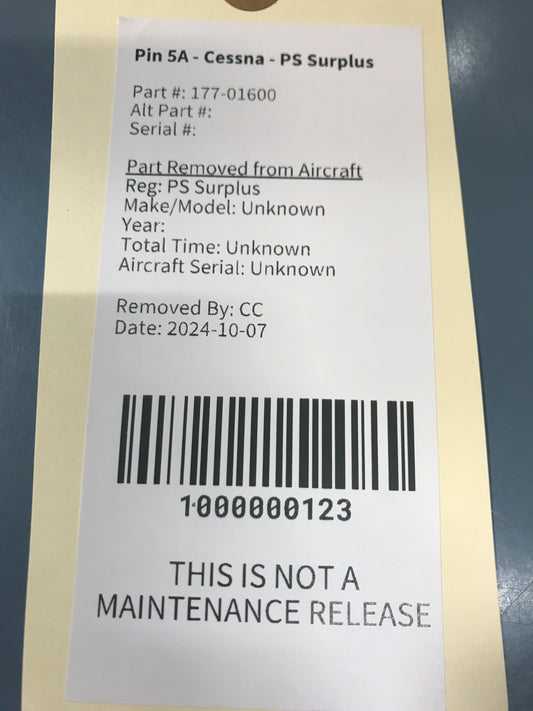 Pin 5A - Cessna - PS Surplus
Part #: 177-01600
Alt Part #:
Serial #:
Part Removed from Aircraft
Reg: PS Surplus
Make/Model: Unknown
Year:
Total Time: Unknown
Aircraft Serial: Unknown
Removed By: CC
Date: 2024-10-07
1000000123
THIS IS NOT A
MAINTENANCE RELEASE